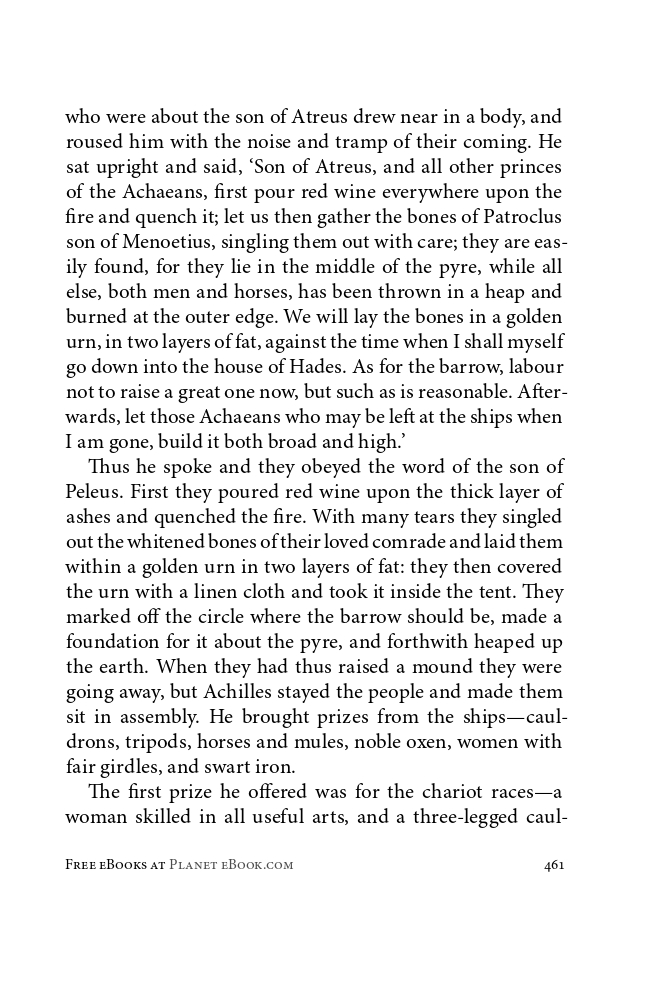 who were about the son of Atreus drew near in a body, and
roused him with the noise and tramp of their coming. He
sat upright and said, ‘Son of Atreus, and all other princes
of the Achaeans, first pour red wine everywhere upon the
fire and quench it; let us then gather the bones of Patroclus
son of Menoetius, singling them out with care; they are eas-
ily found, for they lie in the middle of the pyre, while all
else, both men and horses, has been thrown in a heap and
burned at the outer edge. We will lay the bones in a golden
urn, in two layers of fat, against the time when I shall myself
go down into the house of Hades. As for the barrow, labour
not to raise a great one now, but such as is reasonable. After-
wards, let those Achaeans who may be left at the ships when
I am gone, build it both broad and high.’
Thus he spoke and they obeyed the word of the son of
Peleus. First they poured red wine upon the thick layer of
ashes and quenched the fire. With many tears they singled
out the whitened bones of their loved comrade and laid them
within a golden urn in two layers of fat: they then covered
the urn with a linen cloth and took it inside the tent. They
marked off the circle where the barrow should be, made a
foundation for it about the pyre, and forthwith heaped up
the earth. When they had thus raised a mound they were
going away, but Achilles stayed the people and made them
sit in assembly. He brought prizes from the ships—caul-
drons, tripods, horses and mules, noble oxen, women with
fair girdles, and swart iron.
The first prize he offered was for the chariot races—a
woman skilled in all useful arts, and a three-legged caul-
Free eBooks at Planet eBook.com 461